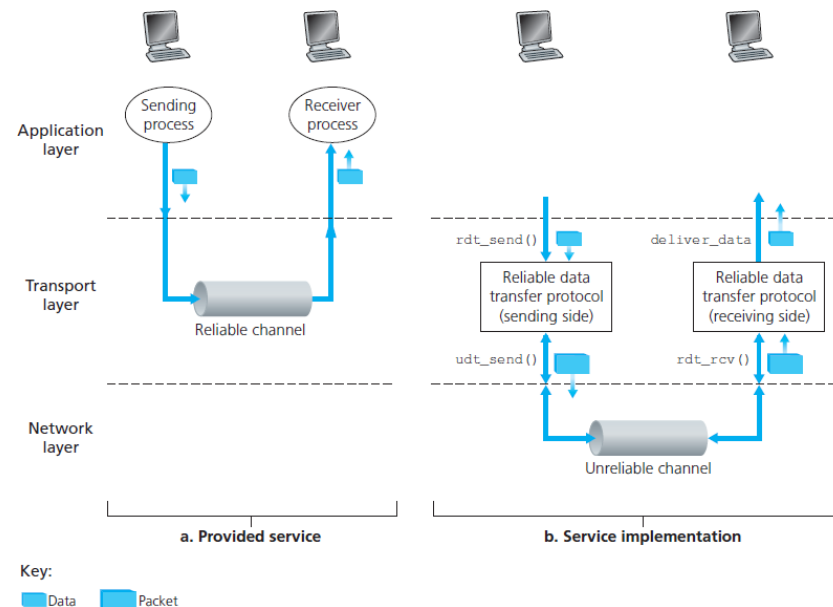 Sending
process
Receiver
process
Application
layer
Transport
layer
Reliable channel
rdt_send()
deliver_data
Reliable data
transfer protocol
(sending side)
Reliable data
transfer protocol
(receiving side)
udt_send()
rdt_rcv()
Network
layer
Unreliable channel
a. Provided service
b. Service implementation
Key:
Data
Packet